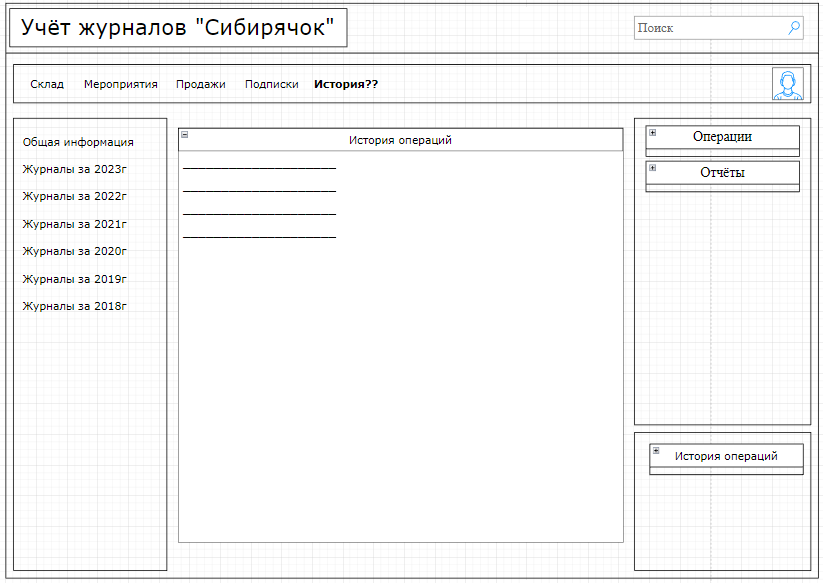 Учёт журналов "Сибирячок"
Поиск
Склад Мероприятия Продажи Подписки История??
Общая информация
Журналы за 2023г
Журналы за 2022г
Журналы за 2021г
Журналы за 2020г
Журналы за 2019г
Журналы за 2018г
История операций
Операции
Отчёты
История операций